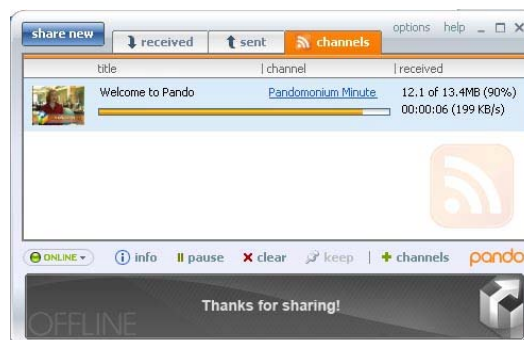 share new
received
sent
channels
options
help
title
channel
received
Welcome to Pando
Pandomonium Minute
12.1 of 13.4MB (90%)
00:00:06 (199 KB/s)
ONLINE
info
pause
clear
keep
channels
pando
Thanks for sharing!
OFFLINE